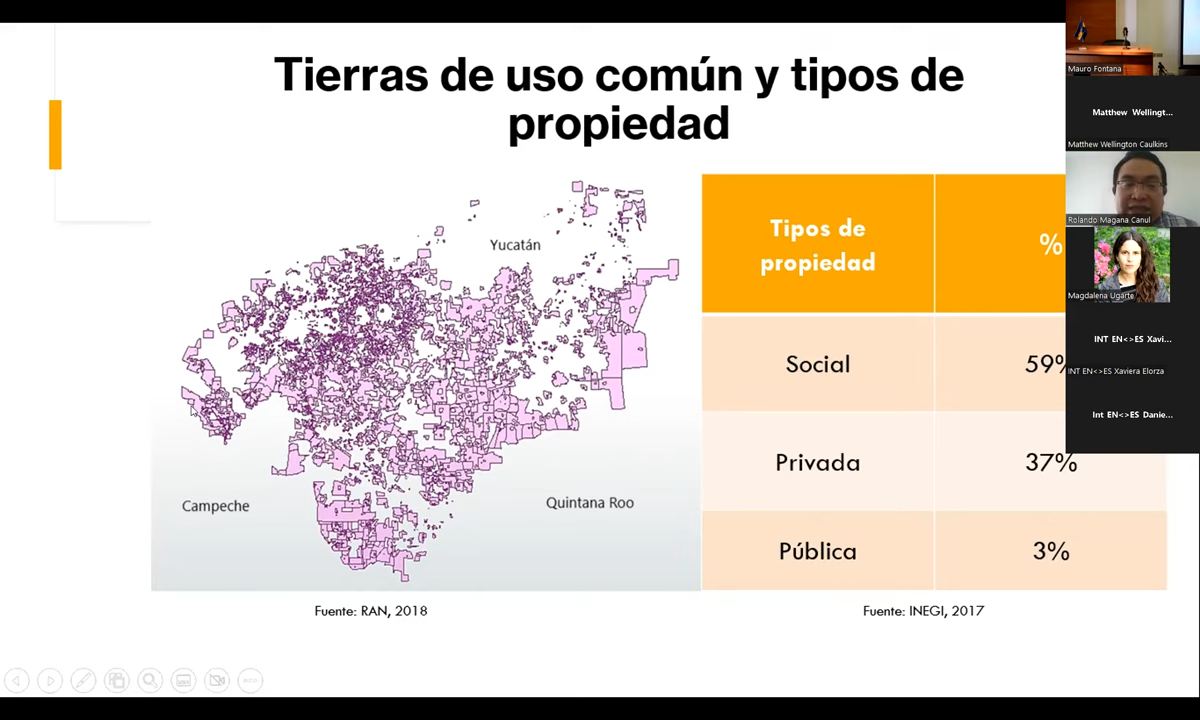 Tierras de uso común y tipos de
propiedad
Yucatán
Campeche
Quintana Roo
Fuente: RAN, 2018
Tipos de
propiedad
%
Social
59%
Privada
37%
Pública
3%
Fuente: INEGI, 2017
Mauro Fontana
Matthew Wellingt...
Matthew Wellington Caulkins
Rolando Magana Canul
Magdalena Ugarte
INT EN<>ES Xavi...
INT EN<>ES Xaviera Elorza
Int EN<>ES Danie...